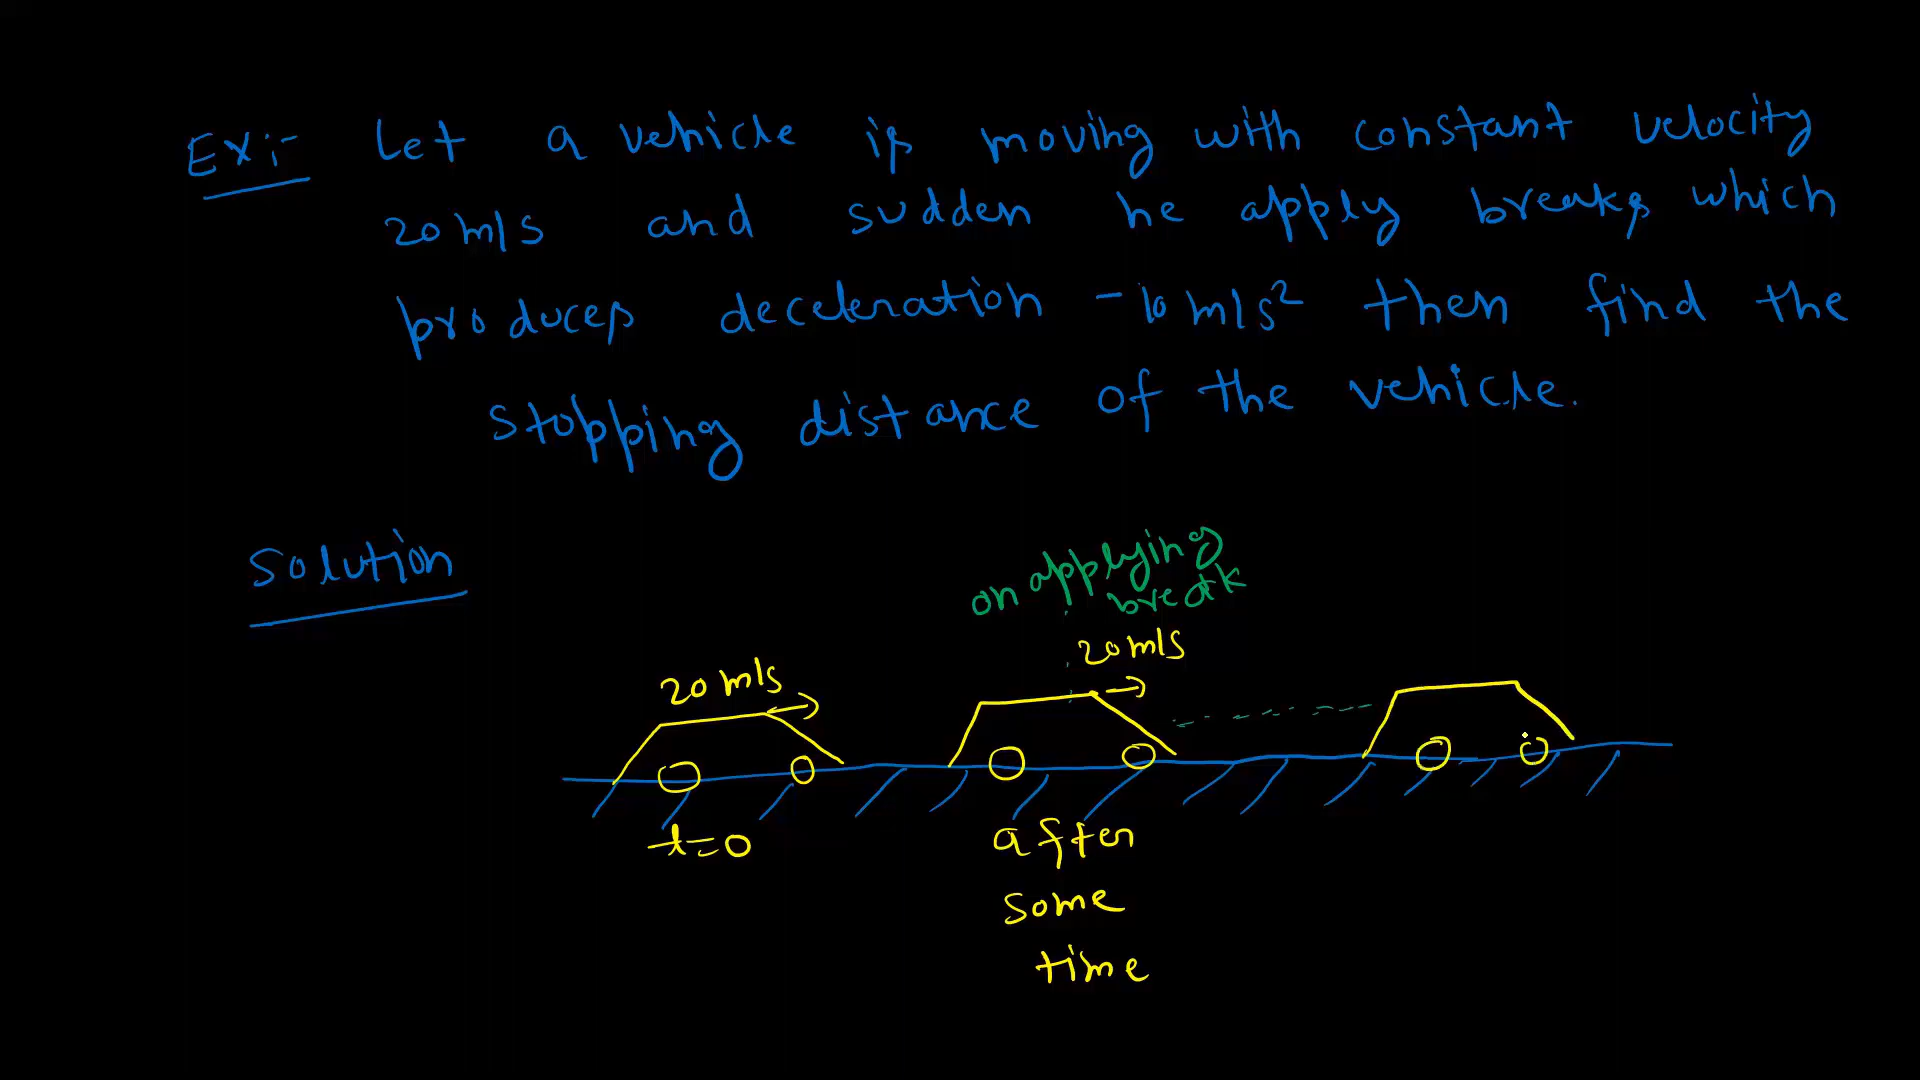 Ex:- Let a vehicle is moving with constant velocity
20 m/s and sudden he apply breaks which
produces deceleration -10 m/s² then find the
stopping distance of the vehicle.
Solution
on applying
break
20 m/s
20 m/s
t=0
after
some
time